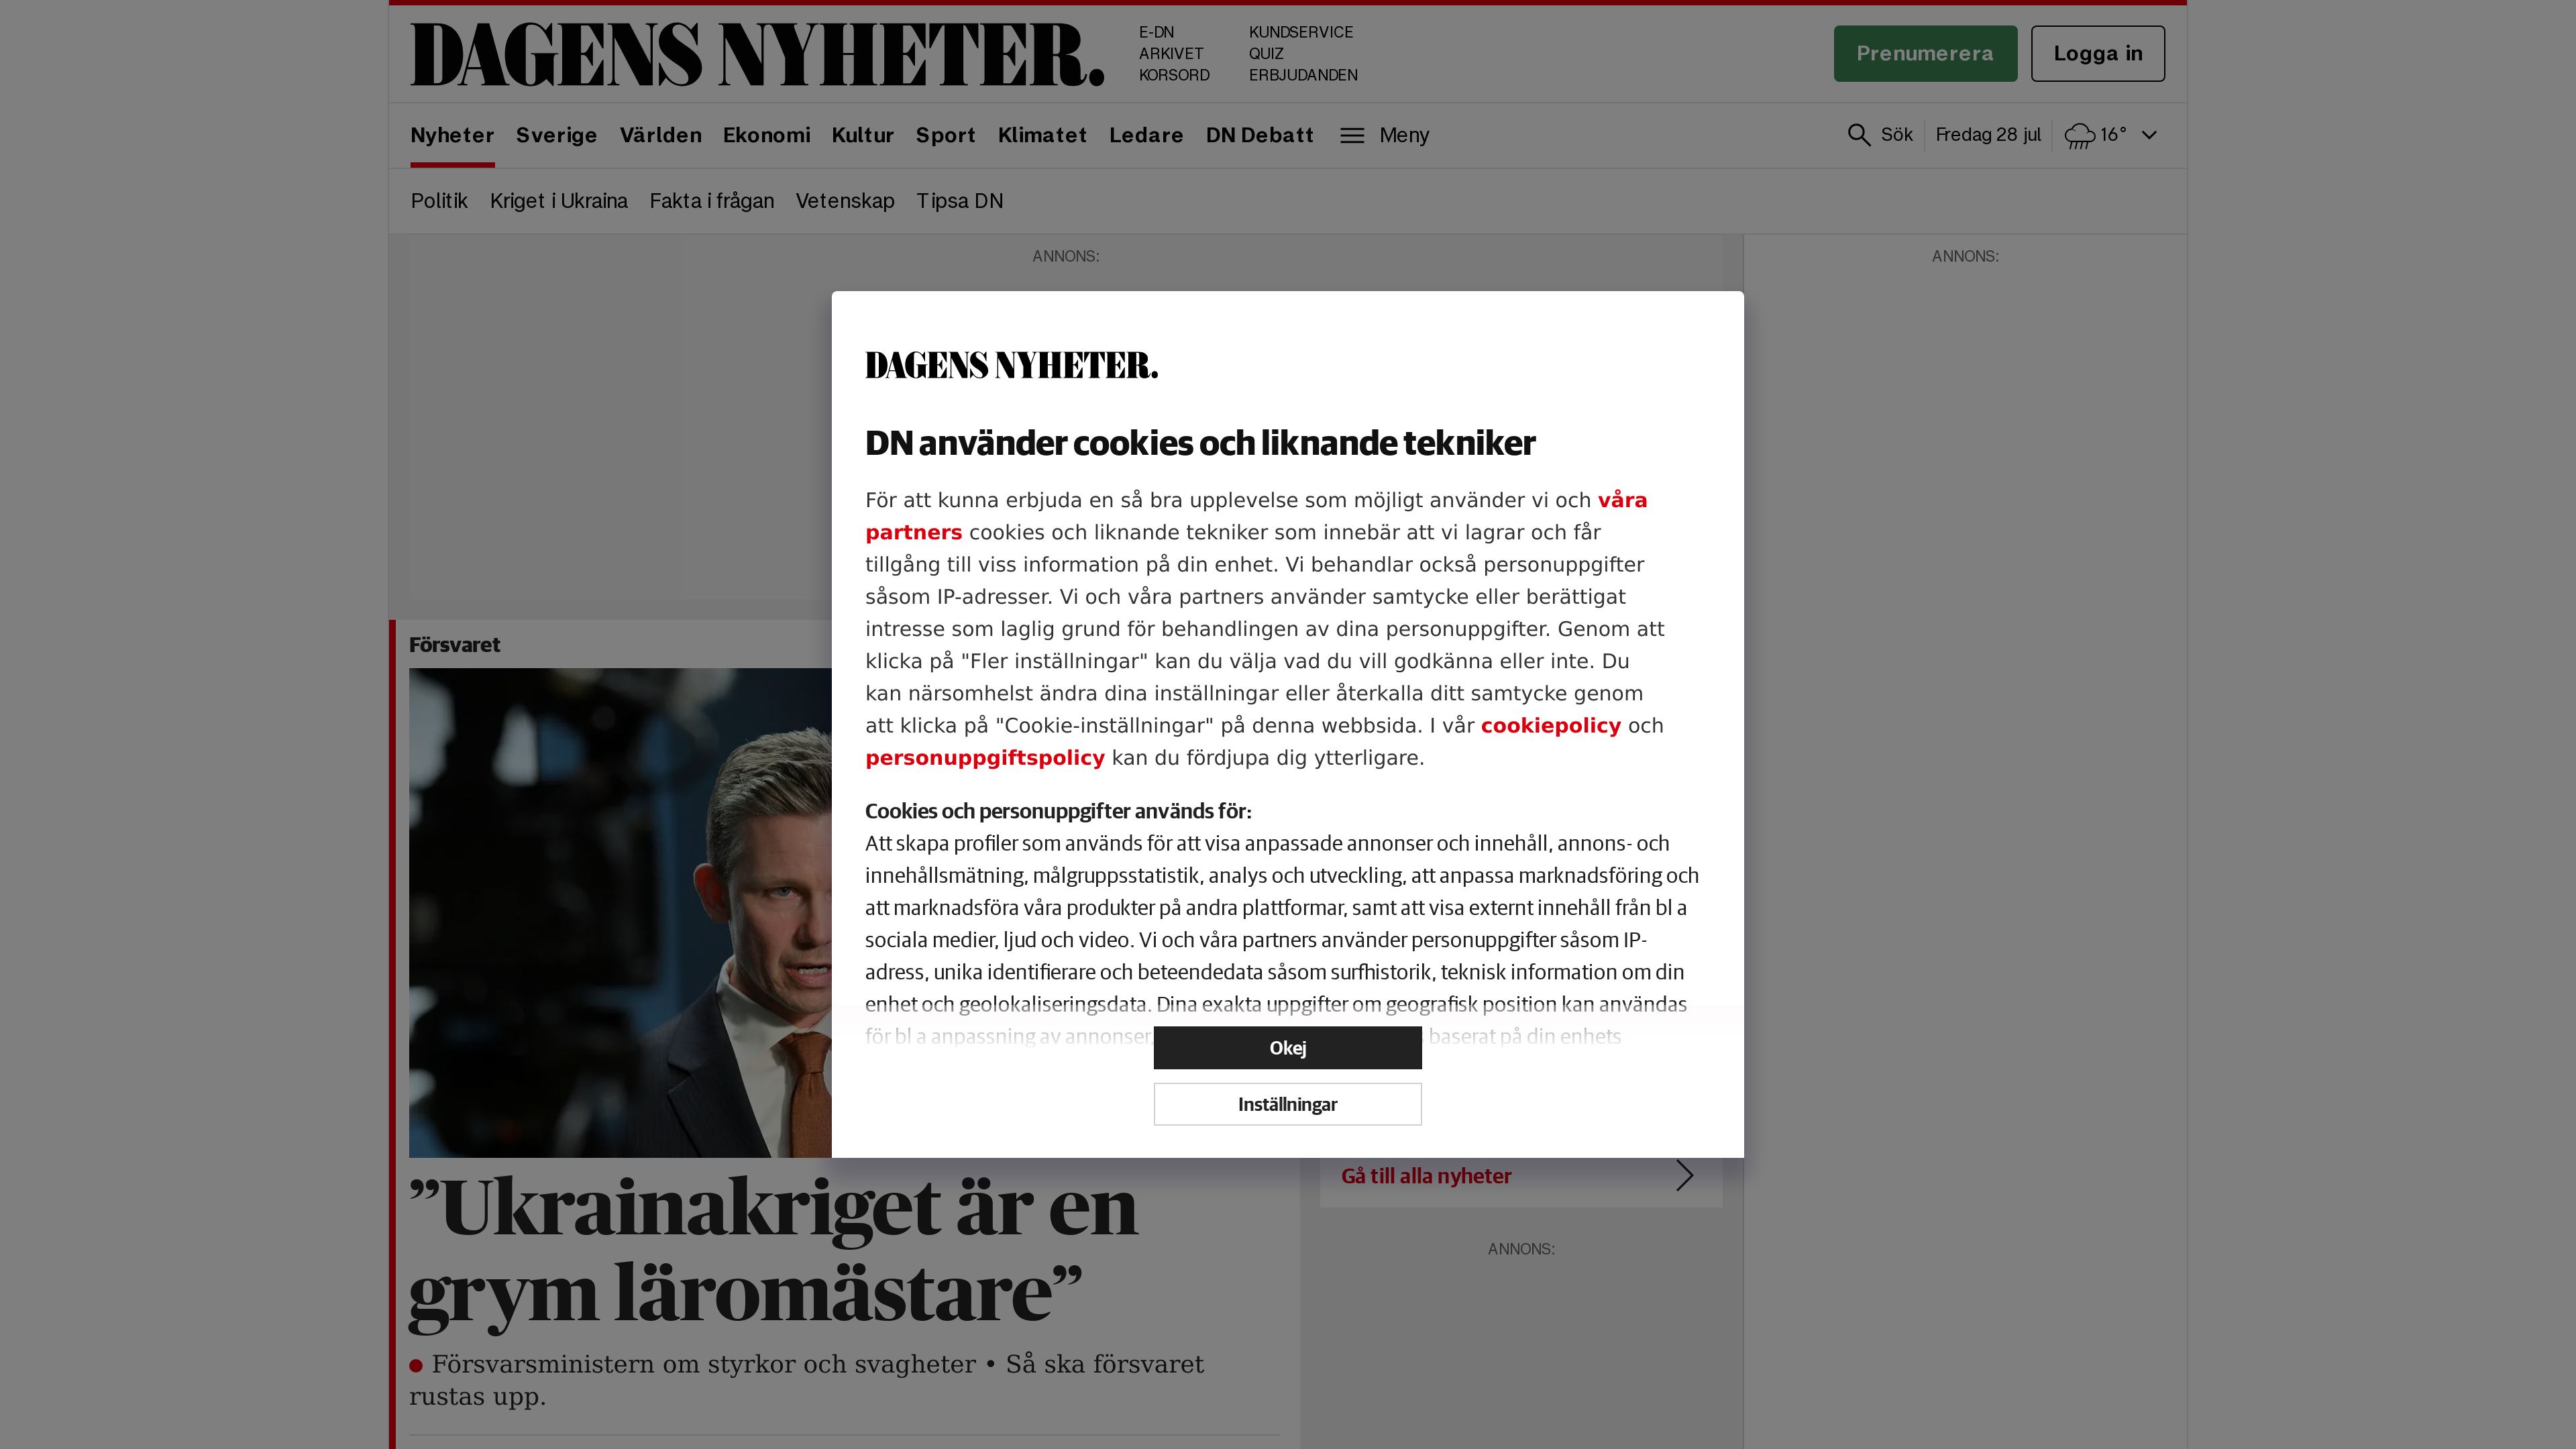 DAGENS NYHETER.
E-DN
ARKIVET
KORSORD
KUNDSERVICE
QUIZ
ERBJUDANDEN
Prenumerera
Logga in
Nyheter Sverige Världen Ekonomi Kultur Sport Klimatet Ledare DN Debatt Meny
Sök Fredag 28 jul 16°
Politik Kriget i Ukraina Fakta i frågan Vetenskap Tipsa DN
ANNONS:
ANNONS:
DAGENS NYHETER.
DN använder cookies och liknande tekniker
För att kunna erbjuda en så bra upplevelse som möjligt använder vi och våra
partners cookies och liknande tekniker som innebär att vi lagrar och får
tillgång till viss information på din enhet. Vi behandlar också personuppgifter
såsom IP-adresser. Vi och våra partners använder samtycke eller berättigat
intresse som laglig grund för behandlingen av dina personuppgifter. Genom att
klicka på "Fler inställningar" kan du välja vad du vill godkänna eller inte. Du
kan närsomhelst ändra dina inställningar eller återkalla ditt samtycke genom
att klicka på "Cookie-inställningar" på denna webbsida. I vår cookiepolicy och
personuppgiftspolicy kan du fördjupa dig ytterligare.
Cookies och personuppgifter används för:
Att skapa profiler som används för att visa anpassade annonser och innehåll, annons- och
innehållsmätning, målgruppsstatistik, analys och utveckling, att anpassa marknadsföring och
att marknadsföra våra produkter på andra plattformar, samt att visa externt innehåll från bl a
sociala medier, ljud och video. Vi och våra partners använder personuppgifter såsom IP-
adress, unika identifierare och beteendedata såsom surfhistorik, teknisk information om din
enhet och geolokaliseringsdata. Dina exakta uppgifter om geografisk position kan användas
för bl a anpassning av annonser, baserat på din enhets
Okej
Inställningar
Försvaret
”Ukrainakriget är en
grym läromästare”
Försvarsministern om styrkor och svagheter • Så ska försvaret
rustas upp.
Gå till alla nyheter
ANNONS: